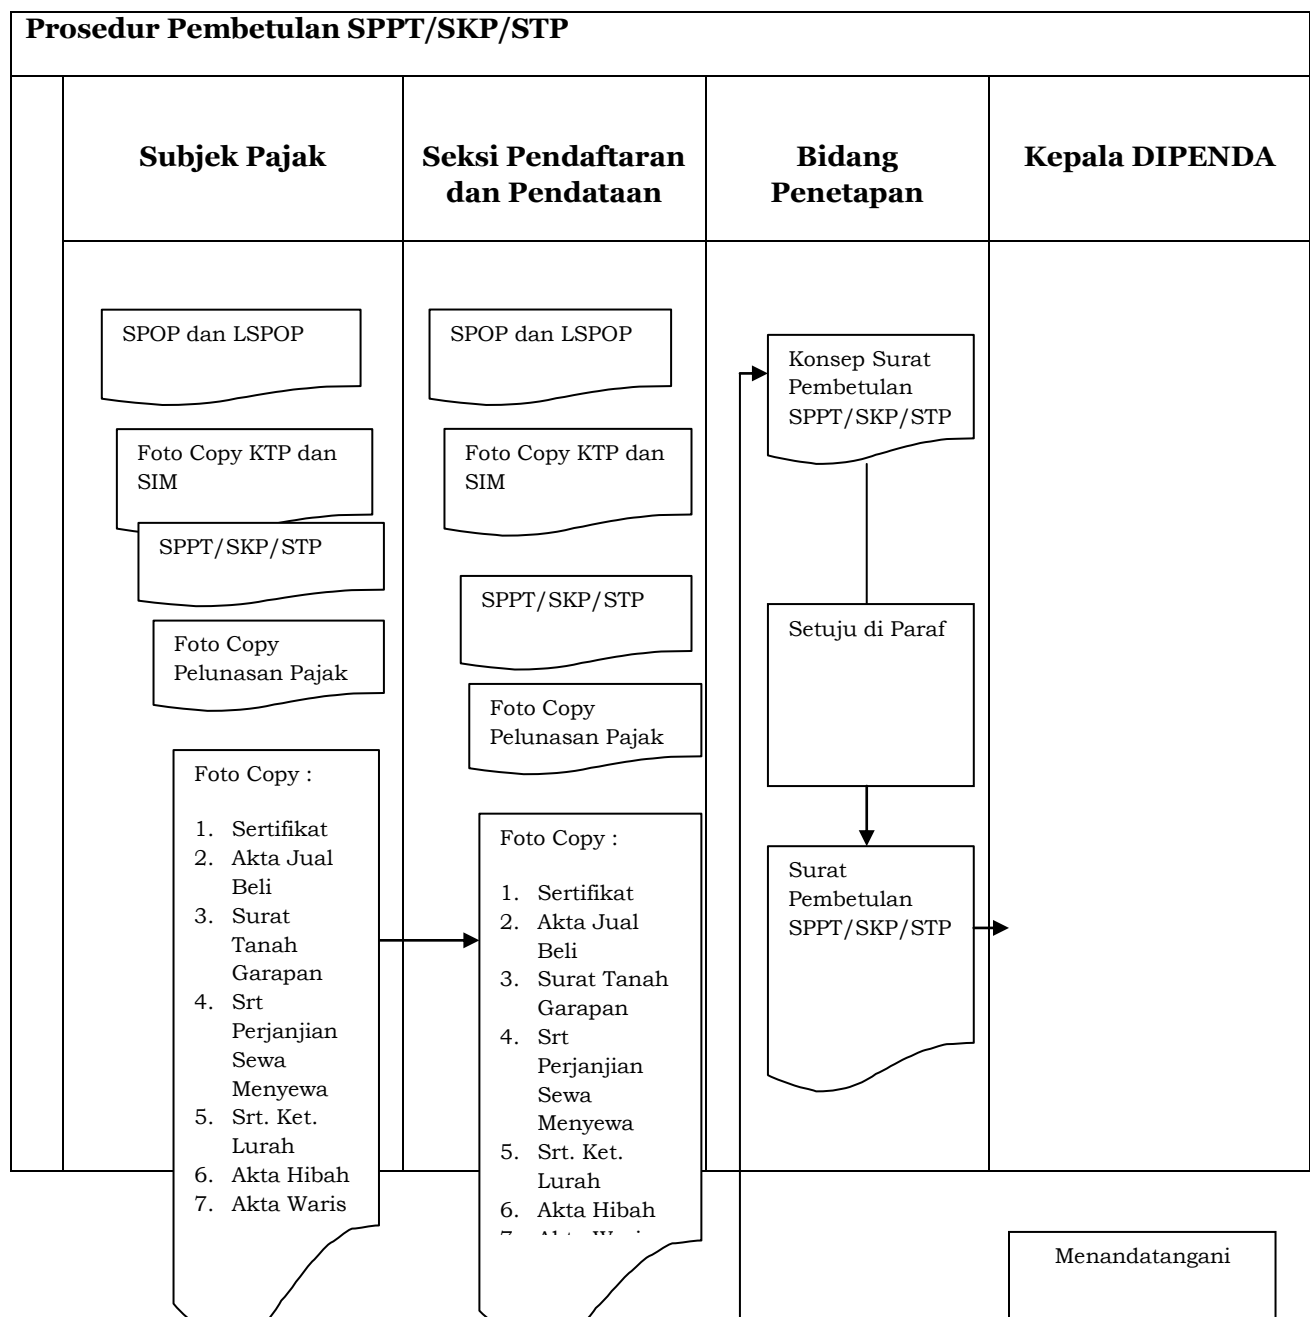 Prosedur Pembetulan SPPT/SKP/STP
Subjek Pajak
Seksi Pendaftaran
dan Pendataan
Bidang
Penetapan
Kepala DIPENDA
SPOP dan LSPOP
Foto Copy KTP dan
SIM
SPPT/SKP/STP
Foto Copy
Pelunasan Pajak
Foto Copy :
1. Sertifikat
2. Akta Jual
Beli
3. Surat
Tanah
Garapan
4. Srt
Perjanjian
Sewa
Menyewa
5. Srt. Ket.
Lurah
6. Akta Hibah
7. Akta Waris
SPOP dan LSPOP
Foto Copy KTP dan
SIM
SPPT/SKP/STP
Foto Copy
Pelunasan Pajak
Foto Copy :
1. Sertifikat
2. Akta Jual
Beli
3. Surat Tanah
Garapan
4. Srt
Perjanjian
Sewa
Menyewa
5. Srt. Ket.
Lurah
6. Akta Hibah
Konsep Surat
Pembetulan
SPPT/SKP/STP
Setuju di Paraf
Surat
Pembetulan
SPPT/SKP/STP
Menandatangani